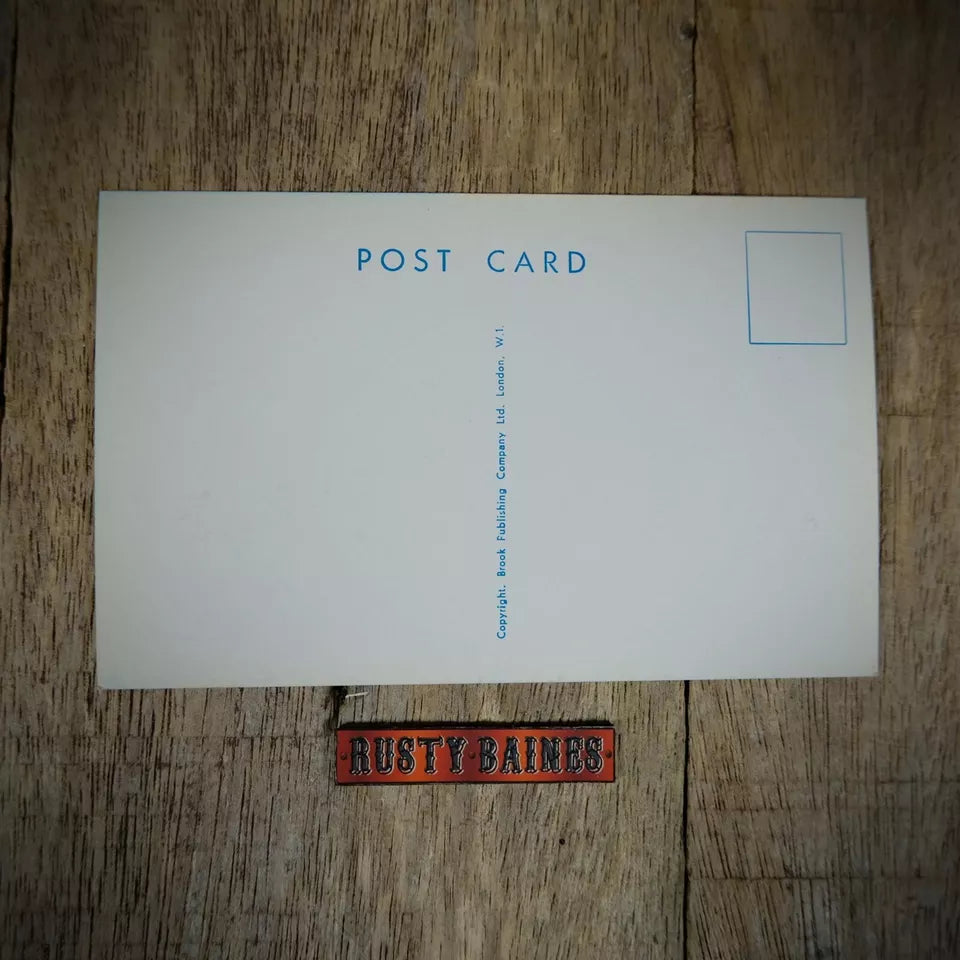 POST CARD
Copyright. Brook Publishing Company Ltd. London, W.1.
RUSTY·BAINES